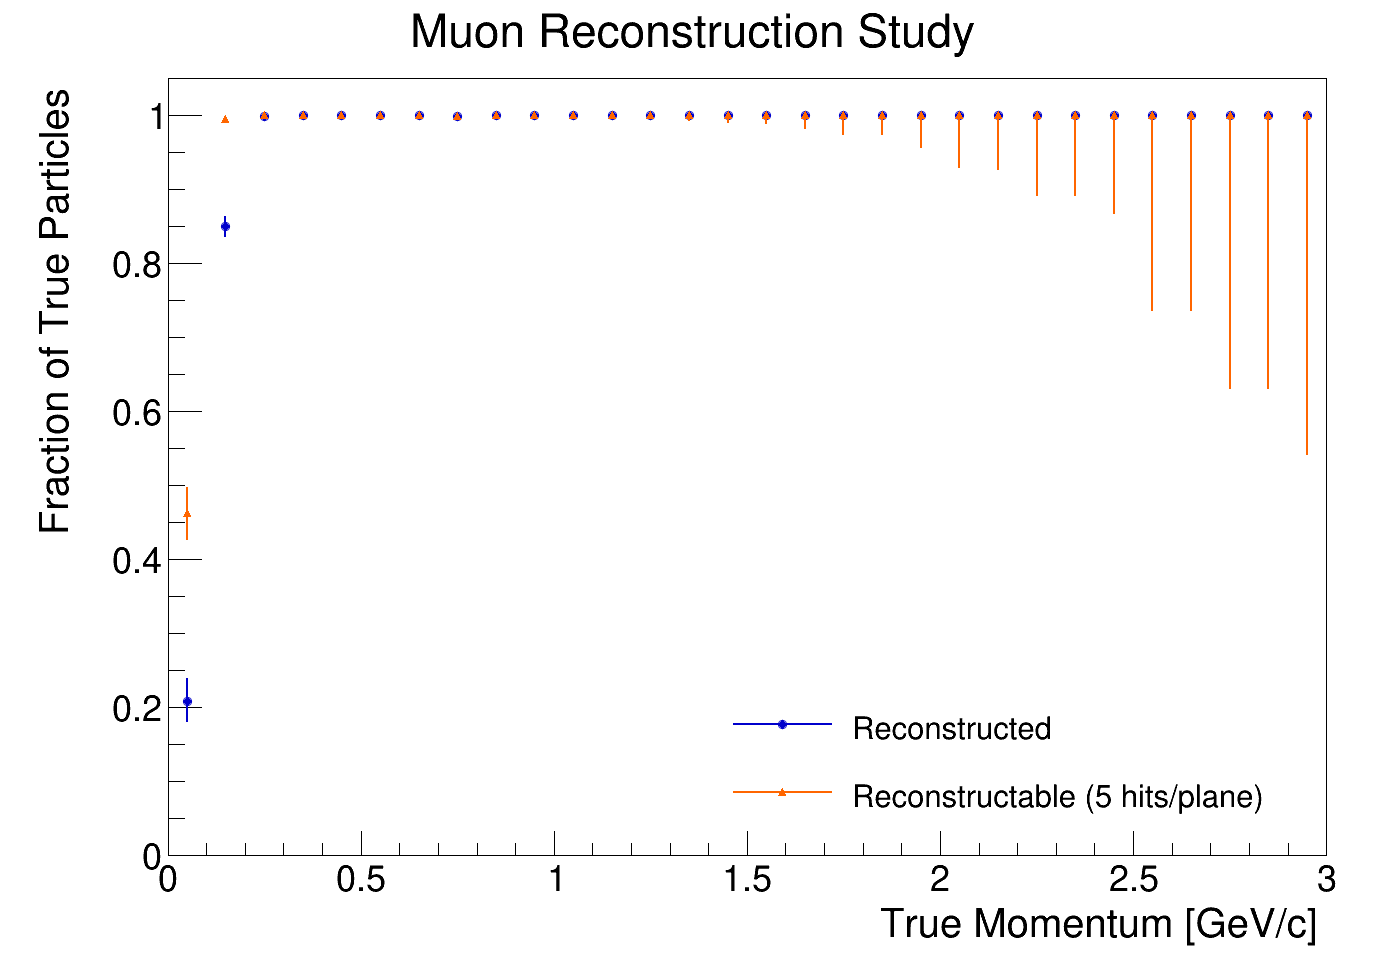 Muon Reconstruction Study
Fraction of True Particles
1
0.8
0.6
0.4
0.2
0
0 0.5 1 1.5 2 2.5 3
True Momentum [GeV/c]
Reconstructed
Reconstructable (5 hits/plane)